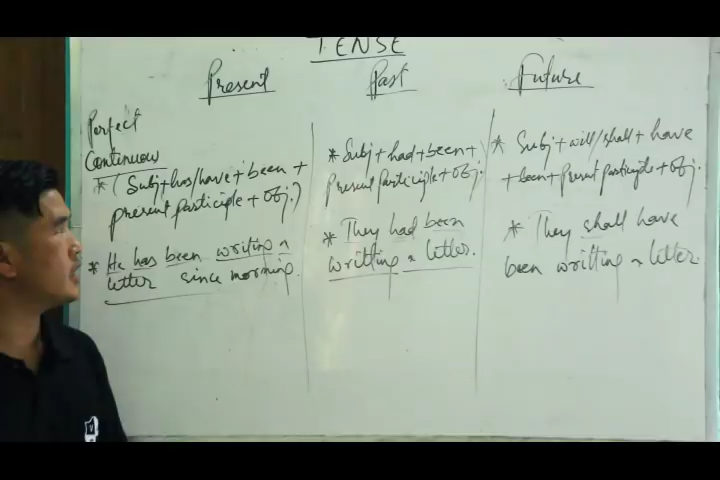 TENSE
Present Past Future
Perfect
Continuous
* (Subj+has/have+been+
present participle+obj.)
* He has been writing a
letter since morning.
* Subj+had+been+
Present Participle+obj.
* They had been
writting a letter.
* Subj+will/shall+have
+been+Present participle+obj.
* They shall have
been writting a letter.